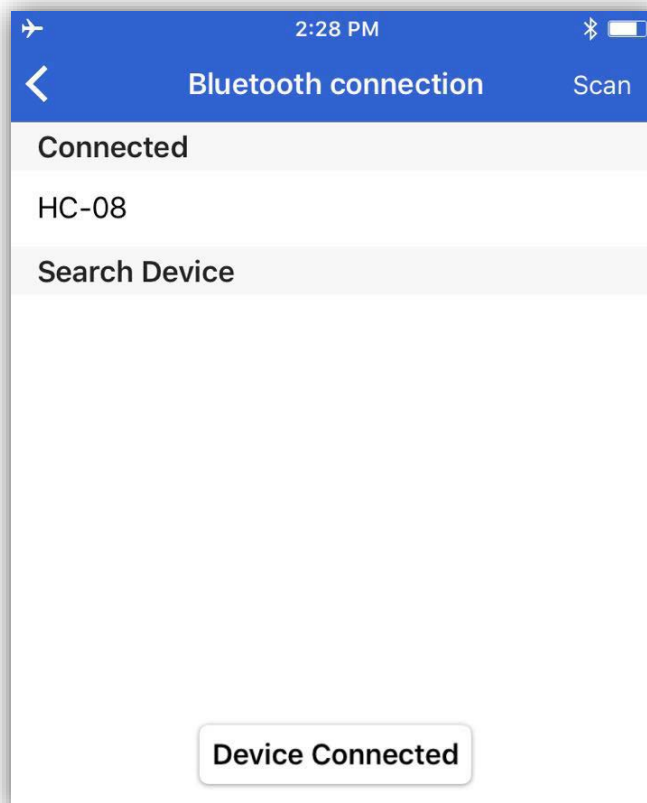 2:28 PM
Bluetooth connection Scan
Connected
HC-08
Search Device
Device Connected